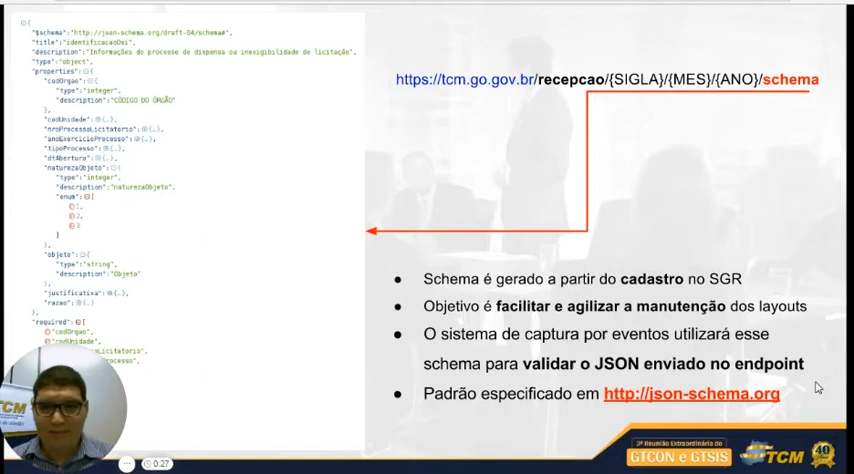 {
"$schema":"http://json-schema.org/draft-04/schema#",
"title":"identificacaoDsi",
"description":"Informações do processo de dispensa ou inexigibilidade de licitação",
"type":"object",
"properties":{
"codOrgao":{
"type":"integer",
"description":"CÓDIGO DO ÓRGÃO"
},
"codUnidade":{...},
"nroProcessoLicitatorio":{...},
"anoExercicioProcesso":{...},
"tipoProcesso":{...},
"dtAbertura":{...},
"naturezaObjeto":{
"type":"integer",
"description":"naturezaObjeto",
"enum":[
1,
2,
3
]
},
"objeto":{
"type":"string",
"description":"Objeto"
},
"justificativa":{...},
"razao":{...}
},
"required":[
"codOrgao",
"codUnidade",
https://tcm.go.gov.br/recepcao/{SIGLA}/{MES}/{ANO}/schema
● Schema é gerado a partir do cadastro no SGR
● Objetivo é facilitar e agilizar a manutenção dos layouts
● O sistema de captura por eventos utilizará esse
schema para validar o JSON enviado no endpoint
● Padrão especificado em http://json-schema.org
TCM
0:27
3ª Reunião Extraordinária do
GTCON e GTSIS
TCM
40